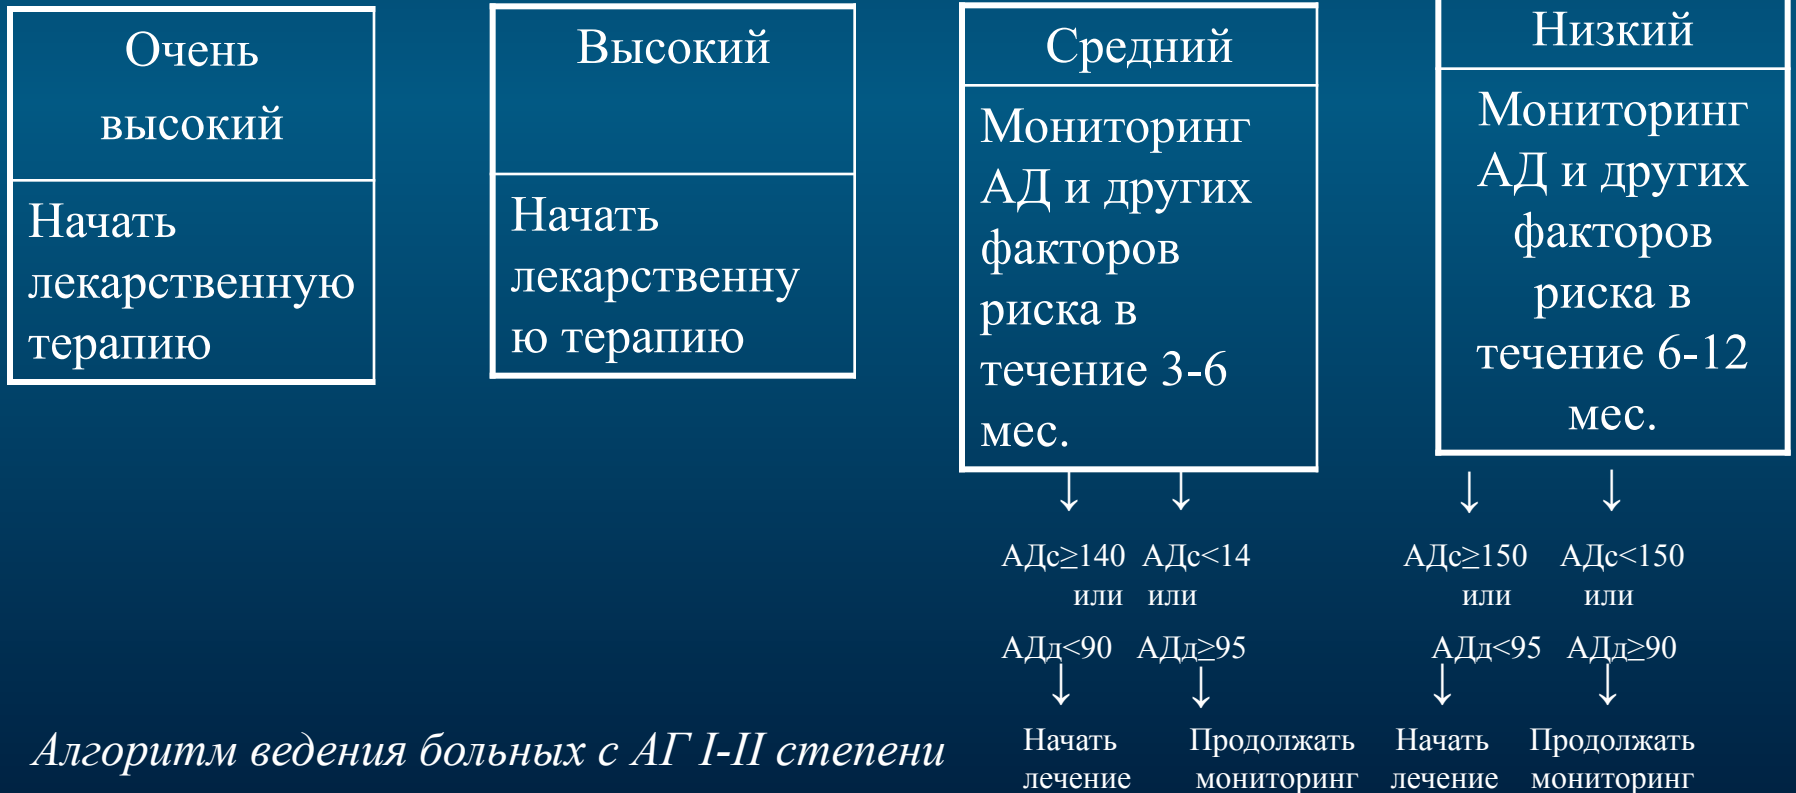 Очень
высокий
Начать
лекарственную
терапию
Высокий
Начать
лекарственну
ю терапию
Средний
Мониторинг
АД и других
факторов
риска в
течение 3-6
мес.
Низкий
Мониторинг
АД и других
факторов
риска в
течение 6-12
мес.
↓ ↓ ↓ ↓
АДс≥140 АДс<14 АДс≥150 АДс<150
или или или или
АДд<90 АДд≥95 АДд<95 АДд≥90
↓ ↓ ↓ ↓
Начать Продолжать Начать Продолжать
лечение мониторинг лечение мониторинг
Алгоритм ведения больных с АГ I-II степени